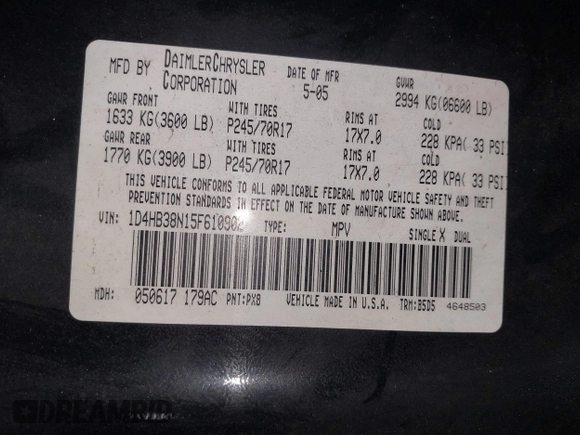 MFD BY DAIMLERCHRYSLER CORPORATION DATE OF MFR 5-05 GVWR 2994 KG(06600 LB)
GAWR FRONT WITH TIRES RIMS AT COLD
1633 KG(3600 LB) P245/70R17 17X7.0 228 KPA( 33 PSI)
GAWR REAR WITH TIRES RIMS AT COLD
1770 KG(3900 LB) P245/70R17 17X7.0 228 KPA( 33 PSI)
THIS VEHICLE CONFORMS TO ALL APPLICABLE FEDERAL MOTOR VEHICLE SAFETY AND THEFT
PREVENTION STANDARDS IN EFFECT ON THE DATE OF MANUFACTURE SHOWN ABOVE.
VIN: 1D4HB38N15F610902 TYPE: MPV SINGLE X DUAL
MDH: 050617 179AC PNT:PX8 VEHICLE MADE IN U.S.A. TRM:B5D5 4648503
DREAMBID